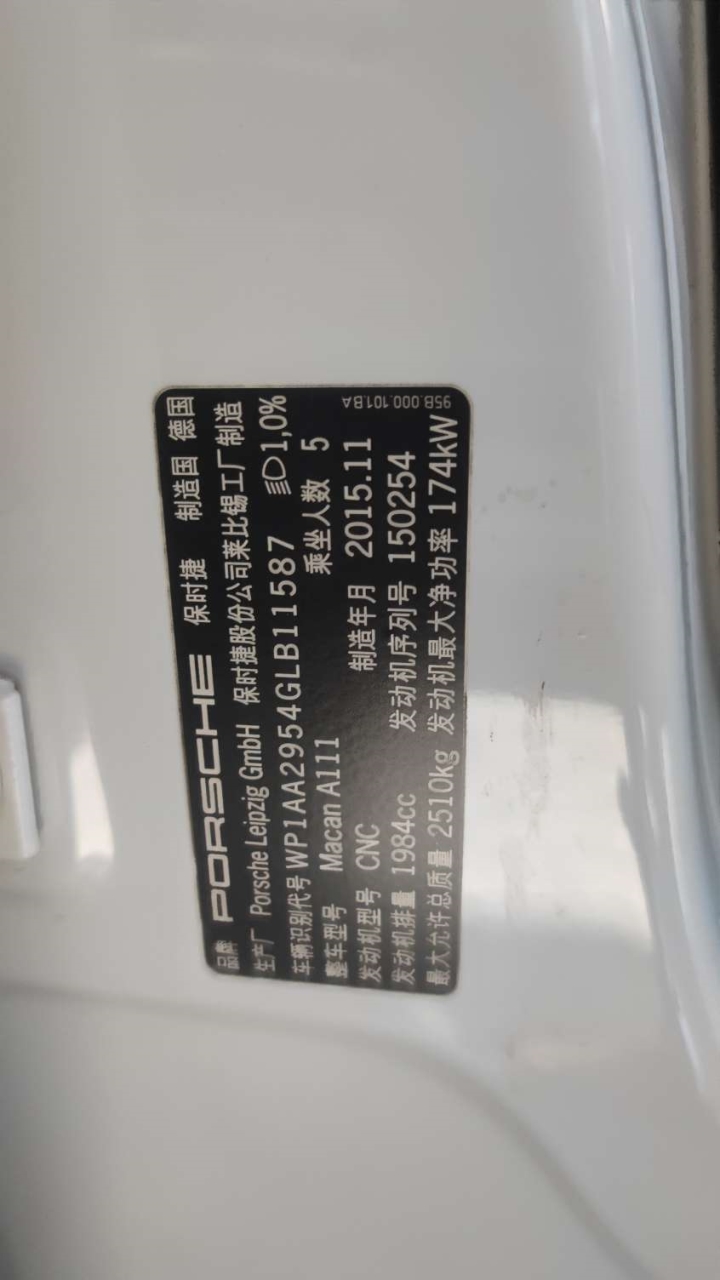 品牌 PORSCHE 保时捷 制造国 德国
生产厂 Porsche Leipzig GmbH 保时捷股份公司莱比锡工厂制造
车辆识别代号 WP1AA2954GLB11587 1,0%
整车型号 Macan A111 乘坐人数 5
发动机型号 CNC 制造年月 2015.11
发动机排量 1984cc 发动机序列号 150254
最大允许总质量 2510kg 发动机最大净功率 174kW
95B.000.101.BA